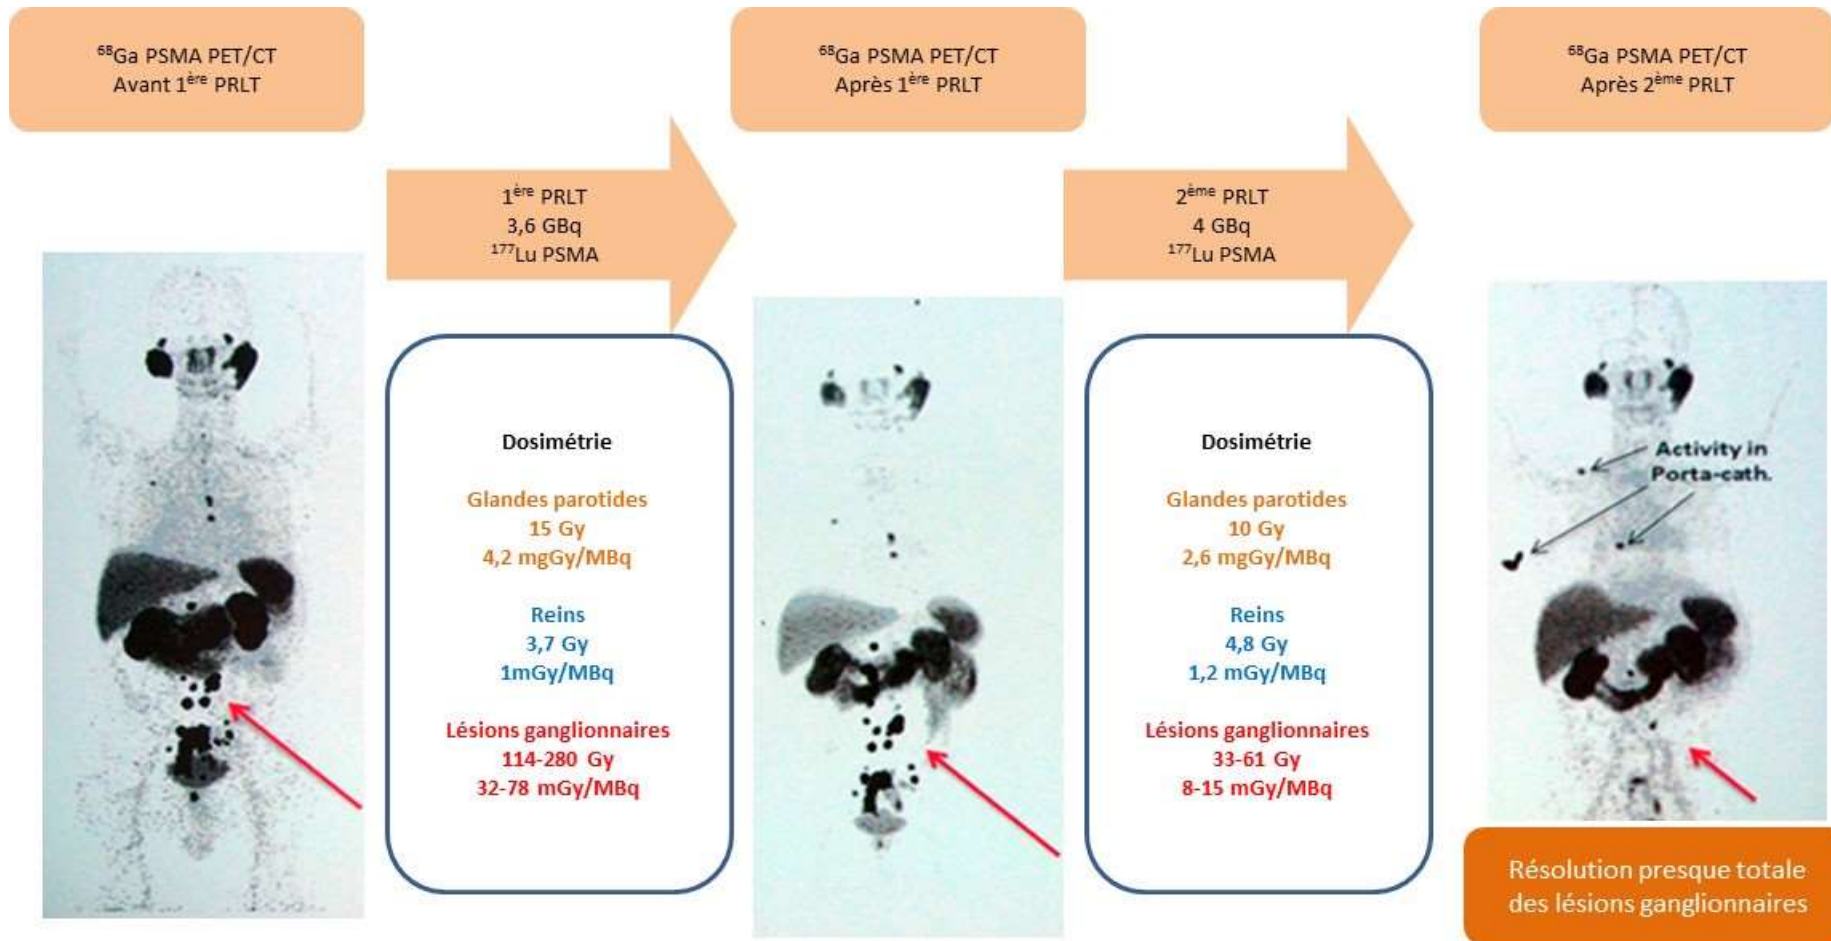 ⁶⁸Ga PSMA PET/CT
Avant 1ère PRLT
⁶⁸Ga PSMA PET/CT
Après 1ère PRLT
⁶⁸Ga PSMA PET/CT
Après 2ème PRLT
1ère PRLT
3,6 GBq
¹⁷⁷Lu PSMA
2ème PRLT
4 GBq
¹⁷⁷Lu PSMA
Dosimétrie
Glandes parotides
15 Gy
4,2 mgGy/MBq
Reins
3,7 Gy
1mGy/MBq
Lésions ganglionnaires
114-280 Gy
32-78 mGy/MBq
Dosimétrie
Glandes parotides
10 Gy
2,6 mgGy/MBq
Reins
4,8 Gy
1,2 mGy/MBq
Lésions ganglionnaires
33-61 Gy
8-15 mGy/MBq
Activity in
Porta-cath.
Résolution presque totale
des lésions ganglionnaires